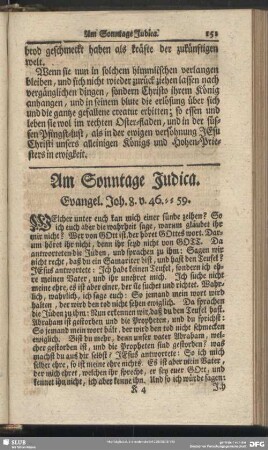 Am Sonntage Judica.
151
brod geschmeckt haben als kräfte der zukünftigen
welt.
Wenn sie nun in solchem himmlischen verlangen
bleiben, und sich nicht wieder zurück ziehen lassen nach
vergänglichen dingen, sondern Christo ihrem König
anhangen, und in seinem blute die erlösung über sich
und die ganze gefallene creatur erbitten; so essen und
leben sie wol im rechten Oster-fladen, und in der süs-
sen Pfingst-lust, als in der ewigen versöhnung JEsu
Christi unsers alleinigen Königs und Hohen-Prie-
sters in ewigkeit.
Am Sonntage Judica.
Evangel. Joh. 8. v. 46. = = 59.
WElcher unter euch kan mich einer sünde zeihen? So
ich euch aber die wahrheit sage, warum gläubt ihr
mir nicht? Wer von GOtt ist, der höret GOttes wort. Dar-
um höret ihr nicht, denn ihr seyd nicht von GOTT. Da
antworteten die Jüden, und sprachen zu ihm: Sagen wir
nicht recht, daß du ein Samariter bist, und hast den Teufel?
JEsus antwortete: Ich habe keinen Teufel, sondern ich eh-
re meinen Vater, und ihr unehret mich. Ich suche nicht
meine ehre, es ist aber einer, der sie suchet und richtet. Wahr-
lich, wahrlich, ich sage euch: So jemand mein wort wird
halten, der wird den tod nicht sehen ewiglich. Da sprachen
die Jüden zu ihm: Nun erkennen wir, daß du den Teufel hast.
Abraham ist gestorben und die Propheten, und du sprichst:
So jemand mein wort hält, der wird den tod nicht schmecken
ewiglich. Bist du mehr, denn unser vater Abraham, wel-
cher gestorben ist, und die Propheten sind gestorben? was
machst du aus dir selbst? JEsus antwortete: So ich mich
selber ehre, so ist meine ehre nichts. Es ist aber mein Vater,
der mich ehret, welchen ihr sprecht, er sey euer GOtt, und
kennet ihn nicht, ich aber kenne ihn. Und so ich würde sagen:
K 4
Ich
SLUB